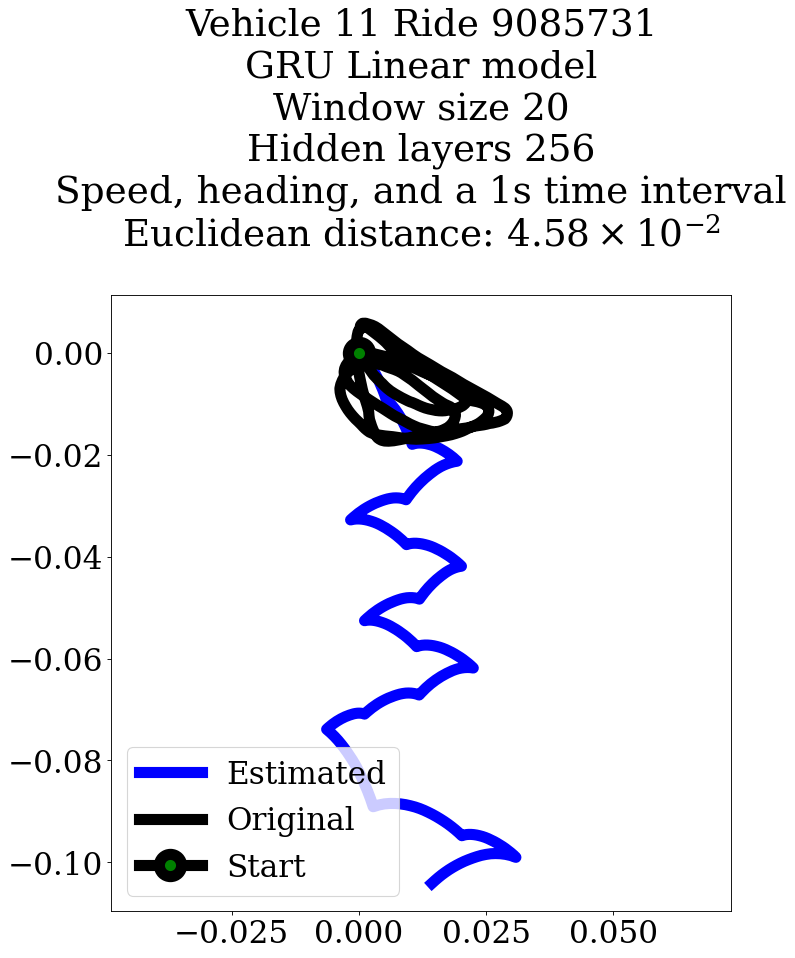 Vehicle 11 Ride 9085731
GRU Linear model
Window size 20
Hidden layers 256
Speed, heading, and a 1s time interval
Euclidean distance: 4.58 × 10⁻²
0.00
−0.02
−0.04
−0.06
−0.08
−0.10
Estimated
Original
Start
−0.025 0.000 0.025 0.050